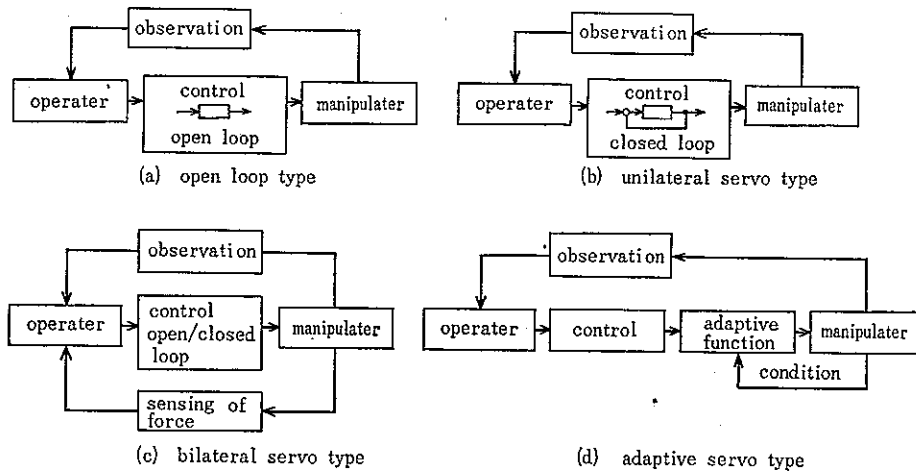 observation
operater
control
open loop
manipulater
(a) open loop type
observation
operater
control
closed loop
manipulater
(b) unilateral servo type
observation
operater
control
open/closed
loop
manipulater
sensing of
force
(c) bilateral servo type
observation
operater
control
adaptive
function
manipulater
condition
(d) adaptive servo type